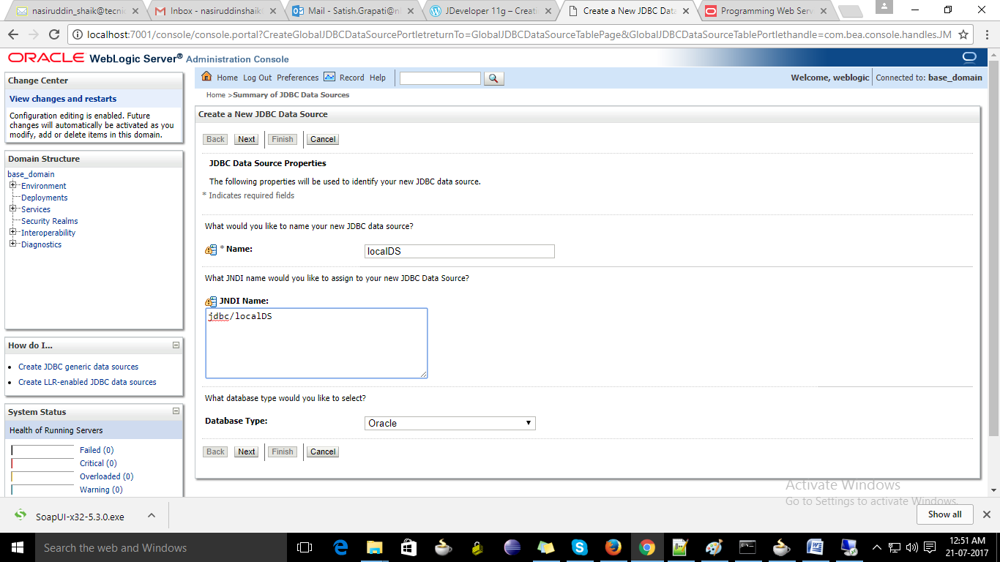 nasiruddin_shaik@tecni
Inbox - nasiruddinshaik
Mail - Satish.Grapati@n
JDeveloper 11g – Creati
Create a New JDBC Data
Programming Web Serv
localhost:7001/console/console.portal?CreateGlobalJDBCDataSourcePortletreturnTo=GlobalJDBCDataSourceTablePage&GlobalJDBCDataSourceTablePortlethandle=com.bea.console.handles.JM
ORACLE WebLogic Server® Administration Console
Change Center
View changes and restarts
Configuration editing is enabled. Future
changes will automatically be activated as you
modify, add or delete items in this domain.
Domain Structure
base_domain
Environment
Deployments
Services
Security Realms
Interoperability
Diagnostics
How do I...
Create JDBC generic data sources
Create LLR-enabled JDBC data sources
System Status
Health of Running Servers
Failed (0)
Critical (0)
Overloaded (0)
Warning (0)
Home Log Out Preferences Record Help
Welcome, weblogic Connected to: base_domain
Home >Summary of JDBC Data Sources
Create a New JDBC Data Source
Back Next Finish Cancel
JDBC Data Source Properties
The following properties will be used to identify your new JDBC data source.
* Indicates required fields
What would you like to name your new JDBC data source?
* Name: localDS
What JNDI name would you like to assign to your new JDBC Data Source?
JNDI Name:
jdbc/localDS
What database type would you like to select?
Database Type: Oracle
Back Next Finish Cancel
Activate Windows
Go to Settings to activate Windows.
SoapUI-x32-5.3.0.exe
Show all
Search the web and Windows
12:51 AM
21-07-2017